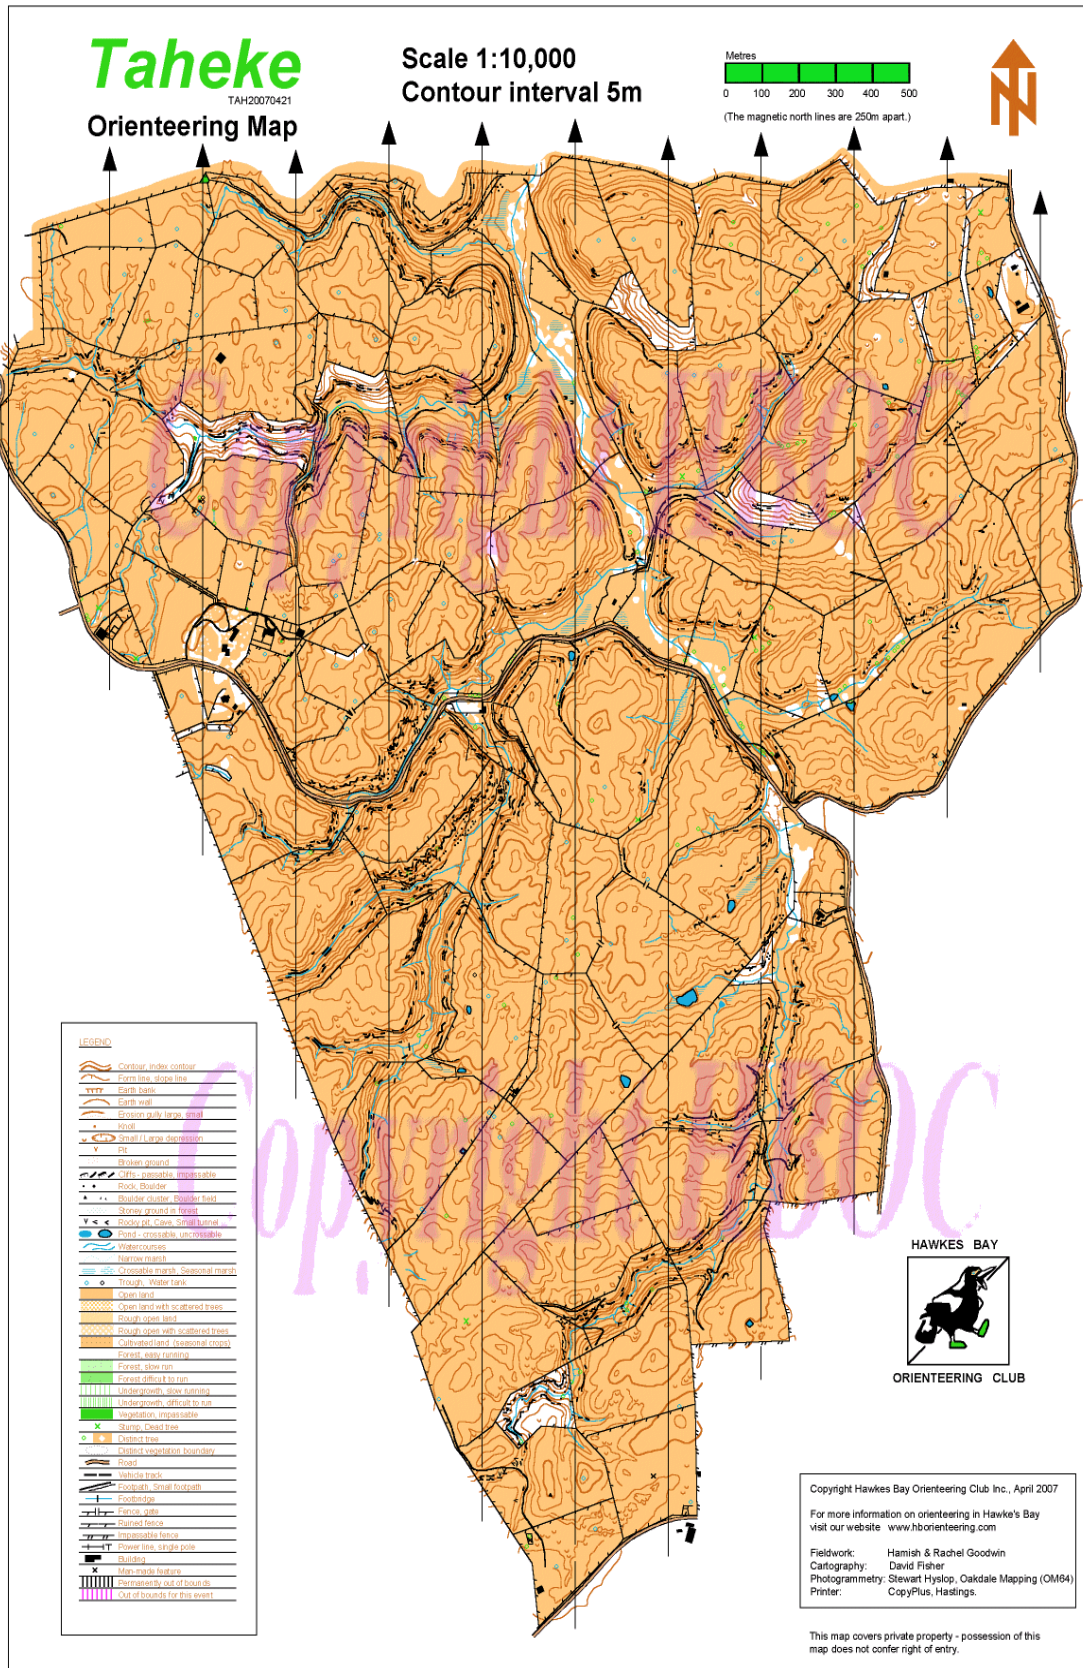 Taheke
TAH20070421
Orienteering Map
Scale 1:10,000
Contour interval 5m
Metres
0 100 200 300 400 500
(The magnetic north lines are 250m apart.)
N
Copyright HBOC
LEGEND
Contour, index contour
Form line, slope line
Earth bank
Earth wall
Erosion gully large, small
Knoll
Small / Large depression
Pit
Broken ground
Cliffs - passable, impassable
Rock, Boulder
Boulder cluster, Boulder field
Stoney ground in forest
Rocky pit, Cave, Small tunnel
Pond - crossable, uncrossable
Watercourses
Narrow marsh
Crossable marsh, Seasonal marsh
Trough, Water tank
Open land
Open land with scattered trees
Rough open land
Rough open with scattered trees
Cultivated land (seasonal crops)
Forest, easy running
Forest, slow run
Forest difficult to run
Undergrowth, slow running
Undergrowth, difficult to run
Vegetation, impassable
Stump, Dead tree
Distinct tree
Distinct vegetation boundary
Road
Vehicle track
Footpath, Small footpath
Footbridge
Fence, gate
Ruined fence
Impassable fence
Power line, single pole
Building
Man-made feature
Permanently out of bounds
Out of bounds for this event
Copyright HBOC
HAWKES BAY
ORIENTEERING CLUB
Copyright Hawkes Bay Orienteering Club Inc., April 2007
For more information on orienteering in Hawke's Bay
visit our website www.hborienteering.com
Fieldwork: Hamish & Rachel Goodwin
Cartography: David Fisher
Photogrammetry: Stewart Hyslop, Oakdale Mapping (OM64)
Printer: CopyPlus, Hastings.
This map covers private property - possession of this
map does not confer right of entry.